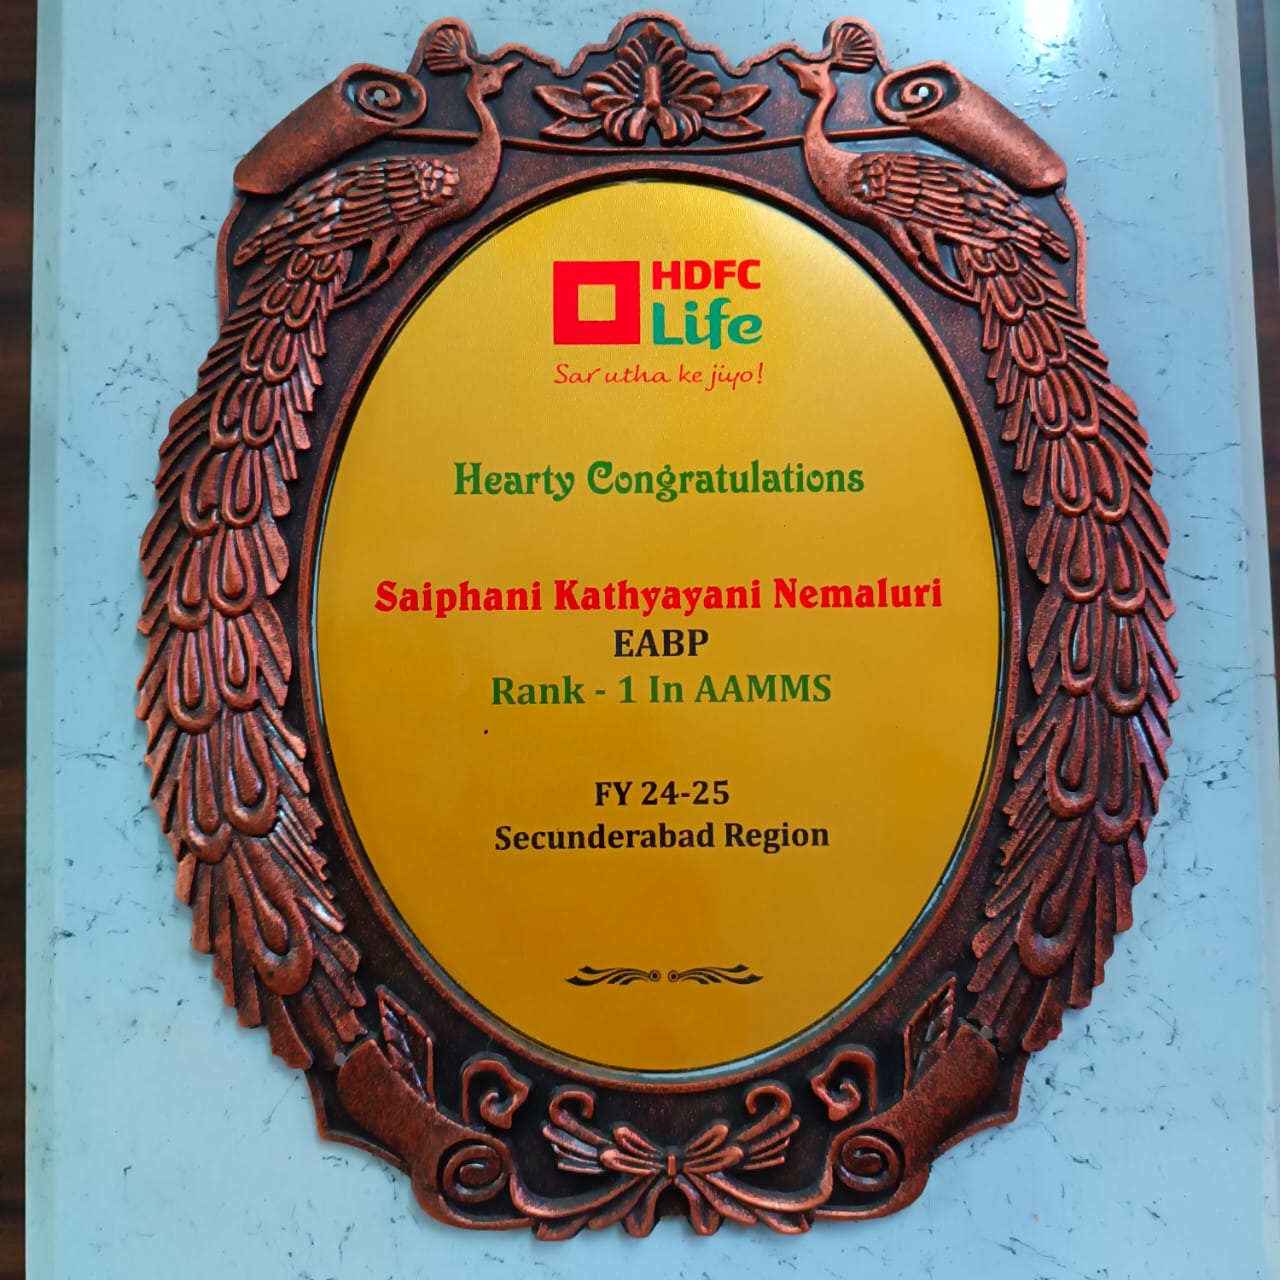 HDFC
Life
Sar utha ke jiyo!
Hearty Congratulations
Saiphani Kathyayani Nemaluri
EABP
Rank - 1 In AAMMS
FY 24-25
Secunderabad Region